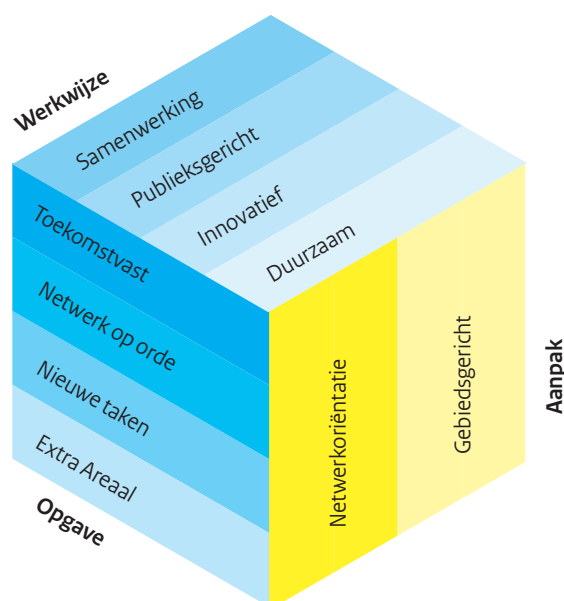 Werkwijze
Samenwerking
Publieksgericht
Innovatief
Duurzaam
Toekomstvast
Netwerk op orde
Nieuwe taken
Extra Areaal
Opgave
Netwerkoriëntatie
Gebiedsgericht
Aanpak